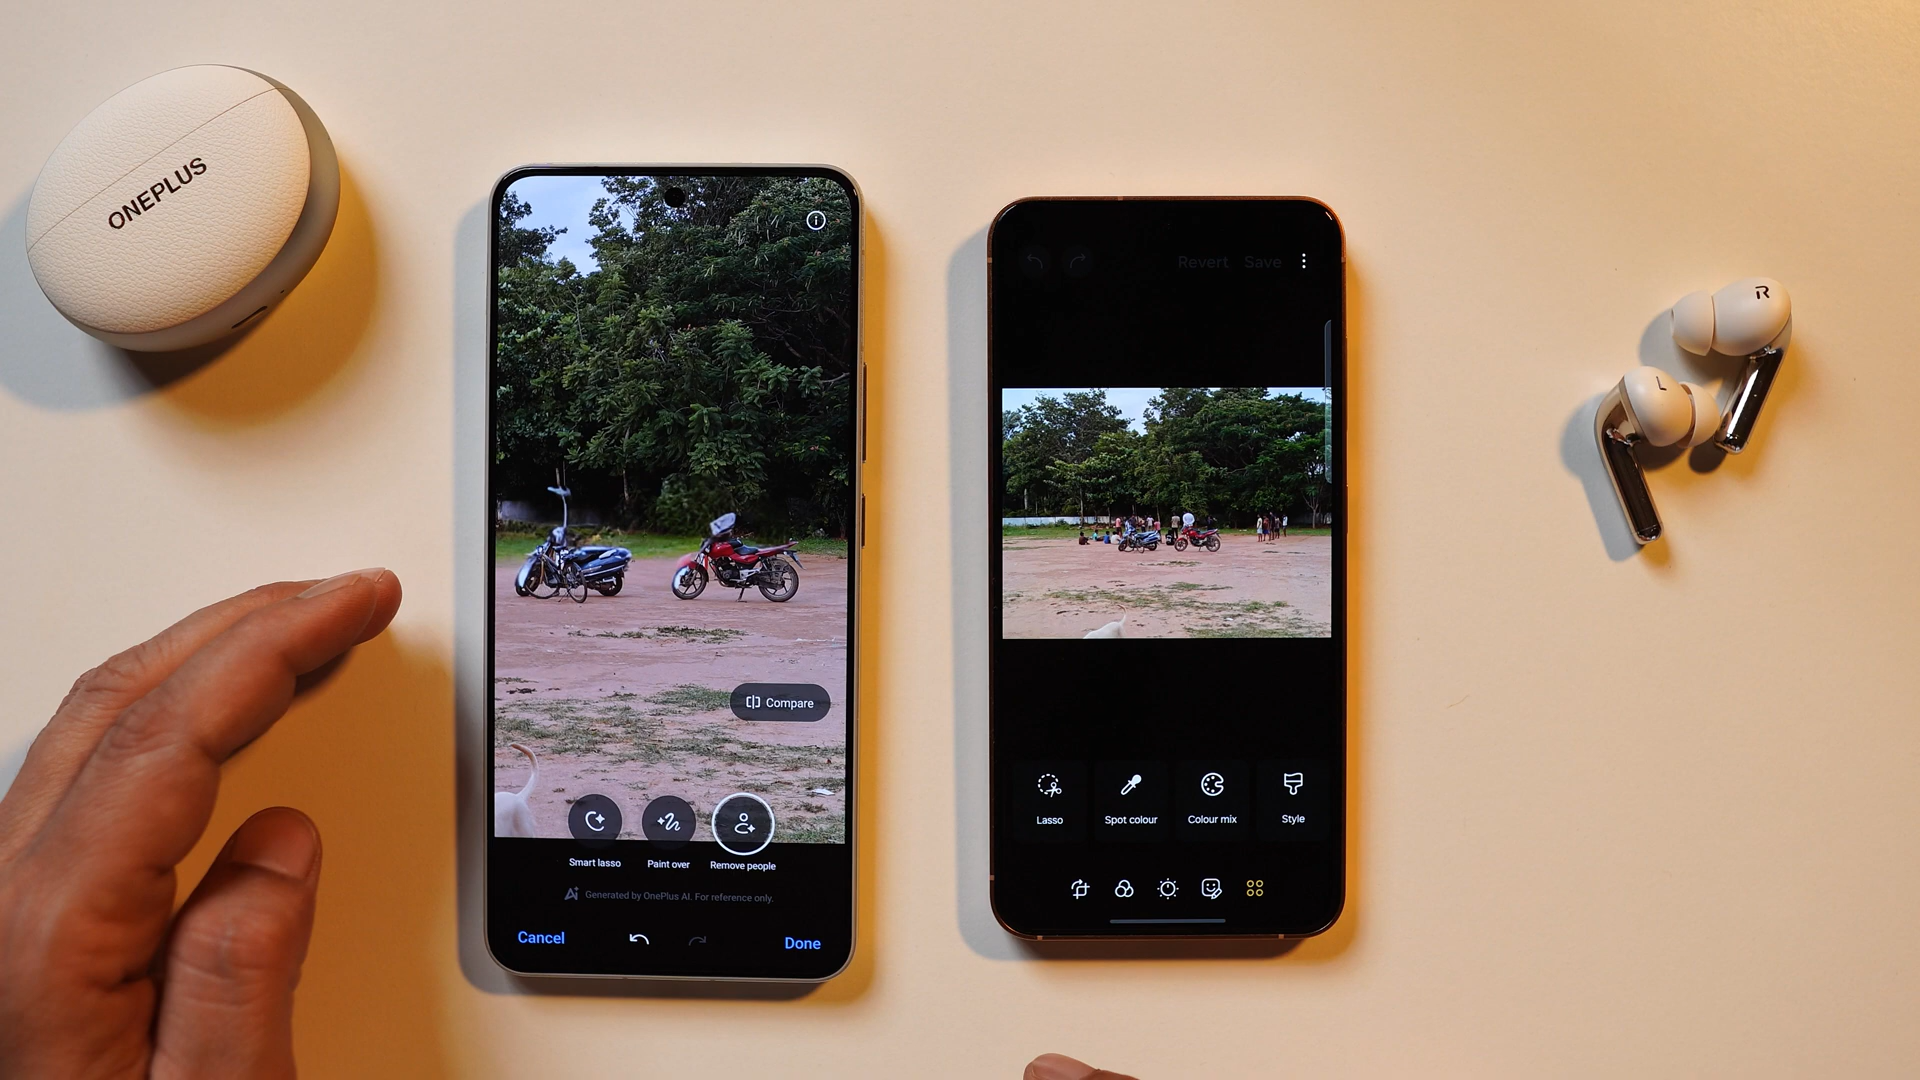 ONEPLUS
Compare
Smart lasso
Paint over
Remove people
Generated by OnePlus AI. For reference only.
Cancel
Done
Revert
Save
Lasso
Spot colour
Colour mix
Style
R
L